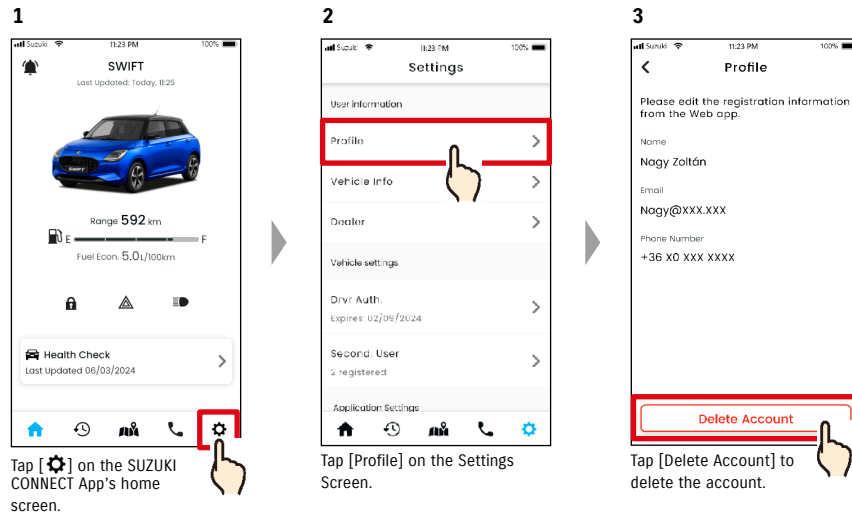 1
Suzuki 11:23 PM 100%
SWIFT
Last Updated: Today, 11:25
SWIFT
Range 592 km
E F
Fuel Econ. 5.0L/100km
Health Check
Last Updated 06/03/2024
Tap [ ] on the SUZUKI
CONNECT App's home
screen.
2
Suzuki 11:23 PM 100%
Settings
User information
Profile
Vehicle Info
Dealer
Vehicle settings
Drvr Auth.
Expires: 02/09/2024
Second. User
2 registered
Application Settings
Tap [Profile] on the Settings
Screen.
3
Suzuki 11:23 PM 100%
Profile
Please edit the registration information
from the Web app.
Name
Nagy Zoltán
Email
Nagy@XXX.XXX
Phone Number
+36 X0 XXX XXXX
Delete Account
Tap [Delete Account] to
delete the account.